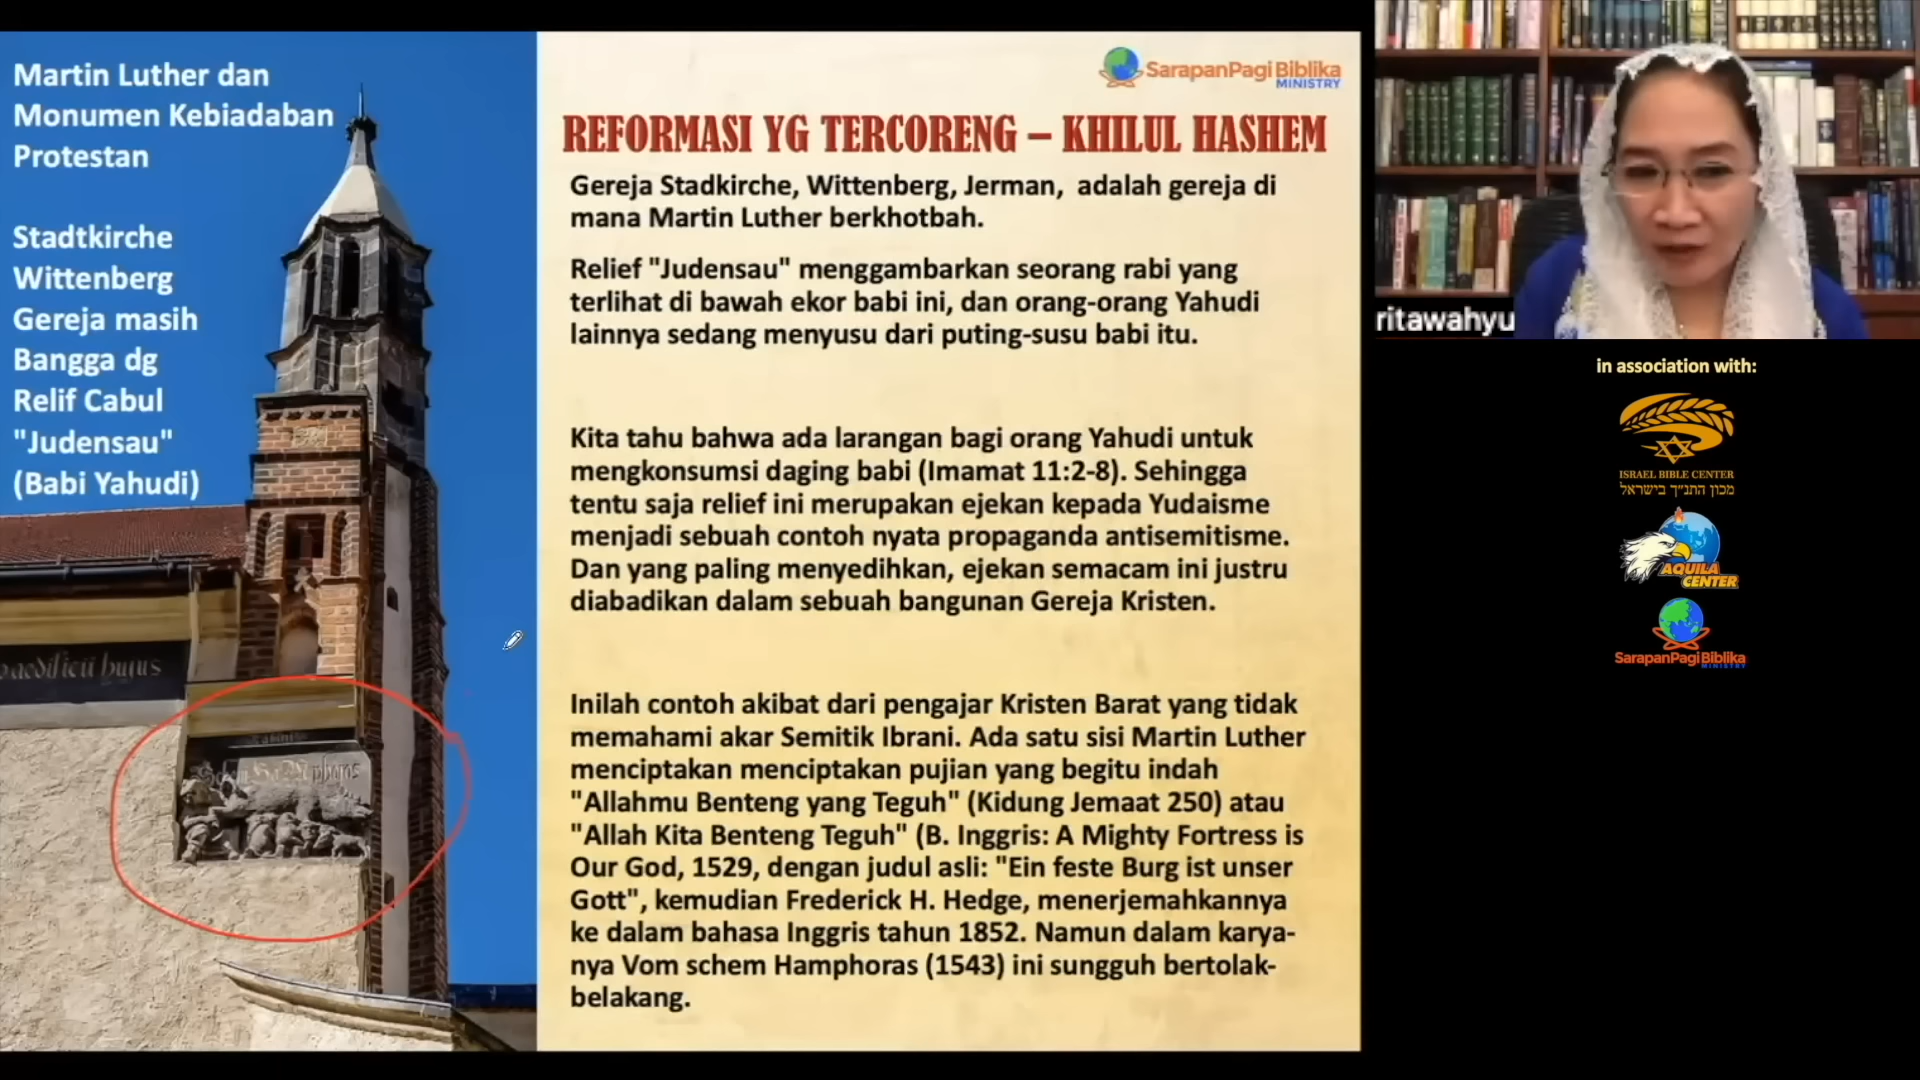 Martin Luther dan
Monumen Kebiadaban
Protestan
Stadtkirche
Wittenberg
Gereja masih
Bangga dg
Relif Cabul
"Judensau"
(Babi Yahudi)
aedificii huius
phoras
SarapanPagi Biblika
MINISTRY
REFORMASI YG TERCORENG – KHILUL HASHEM
Gereja Stadkirche, Wittenberg, Jerman, adalah gereja di
mana Martin Luther berkhotbah.
Relief "Judensau" menggambarkan seorang rabi yang
terlihat di bawah ekor babi ini, dan orang-orang Yahudi
lainnya sedang menyusu dari puting-susu babi itu.
Kita tahu bahwa ada larangan bagi orang Yahudi untuk
mengkonsumsi daging babi (Imamat 11:2-8). Sehingga
tentu saja relief ini merupakan ejekan kepada Yudaisme
menjadi sebuah contoh nyata propaganda antisemitisme.
Dan yang paling menyedihkan, ejekan semacam ini justru
diabadikan dalam sebuah bangunan Gereja Kristen.
Inilah contoh akibat dari pengajar Kristen Barat yang tidak
memahami akar Semitik Ibrani. Ada satu sisi Martin Luther
menciptakan menciptakan pujian yang begitu indah
"Allahmu Benteng yang Teguh" (Kidung Jemaat 250) atau
"Allah Kita Benteng Teguh" (B. Inggris: A Mighty Fortress is
Our God, 1529, dengan judul asli: "Ein feste Burg ist unser
Gott", kemudian Frederick H. Hedge, menerjemahkannya
ke dalam bahasa Inggris tahun 1852. Namun dalam karya-
nya Vom schem Hamphoras (1543) ini sungguh bertolak-
belakang.
ritawahyu
in association with:
ISRAEL BIBLE CENTER
מכון התנ״ך בישראל
AQUILA
CENTER
SarapanPagi Biblika
MINISTRY